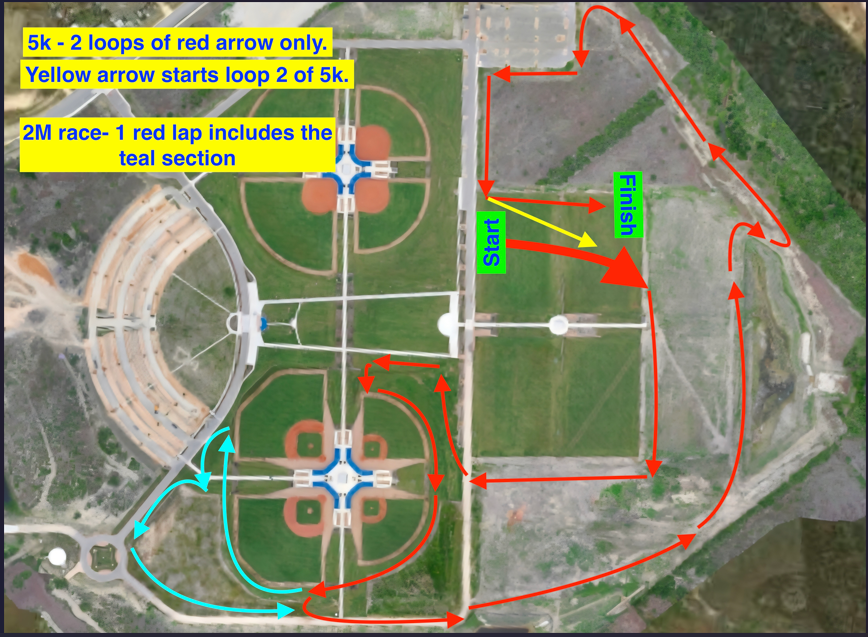 5k - 2 loops of red arrow only.
Yellow arrow starts loop 2 of 5k.
2M race- 1 red lap includes the
teal section
Finish
Start